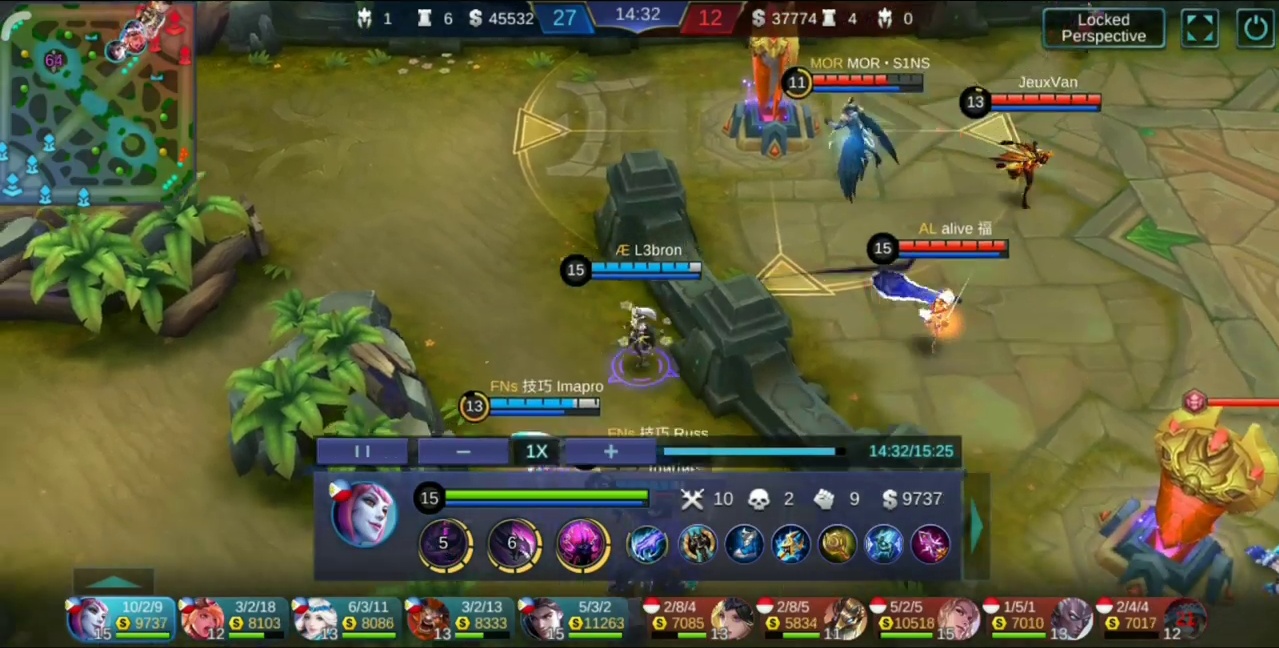 1 6 $ 45532 27 14:32 12 $ 37774 4 0
Locked
Perspective
64
MOR MOR · S1NS
11
JeuxVan
13
AL alive 福
15
Æ L3bron
15
FNs 技巧 Imapro
13
FNs 技巧 Russ
1X
14:32/15:25
15 10 2 9 $ 9737
5 6
10/2/9 3/2/18 6/3/11 3/2/13 5/3/2 2/8/4 2/8/5 5/2/5 1/5/1 2/4/4
9737 8103 8086 8333 11263 7085 5834 10518 7010 7017
15 12 13 13 15 13 11 15 13 12